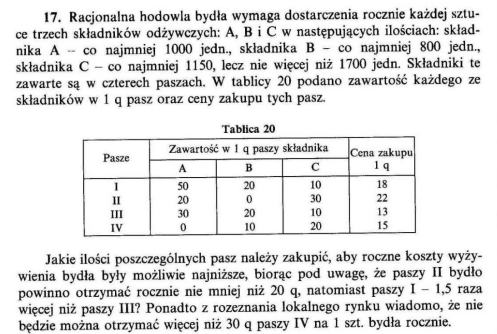 17. Racjonalna hodowla bydła wymaga dostarczenia rocznie każdej sztu-
ce trzech składników odżywczych: A, B i C w następujących ilościach: skład-
nika A – co najmniej 1000 jedn., składnika B – co najmniej 800 jedn.,
składnika C – co najmniej 1150, lecz nie więcej niż 1700 jedn. Składniki te
zawarte są w czterech paszach. W tablicy 20 podano zawartość każdego ze
składników w 1 q pasz oraz ceny zakupu tych pasz.
Tablica 20
Pasze Zawartość w 1 q paszy składnika Cena zakupu
A B C 1 q
I 50 20 10 18
II 20 0 30 22
III 30 20 10 13
IV 0 10 20 15
Jakie ilości poszczególnych pasz należy zakupić, aby roczne koszty wyży-
wienia bydła były możliwie najniższe, biorąc pod uwagę, że paszy II bydło
powinno otrzymać rocznie nie mniej niż 20 q, natomiast paszy I – 1,5 raza
więcej niż paszy III? Ponadto z rozeznania lokalnego rynku wiadomo, że nie
będzie można otrzymać więcej niż 30 q paszy IV na 1 szt. bydła rocznie.